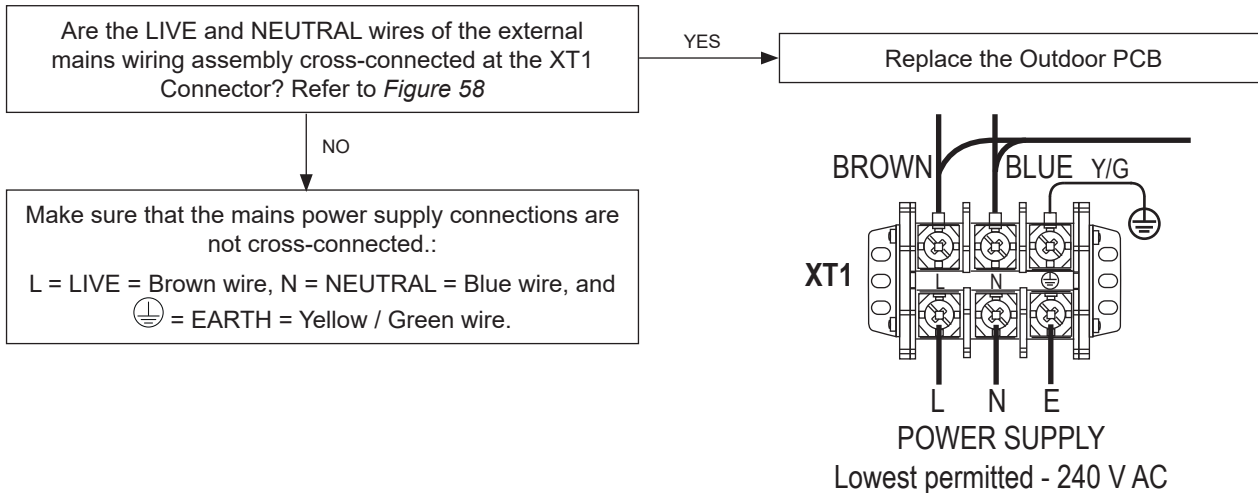 Are the LIVE and NEUTRAL wires of the external
mains wiring assembly cross-connected at the XT1
Connector? Refer to Figure 58
YES
Replace the Outdoor PCB
NO
Make sure that the mains power supply connections are
not cross-connected.:
L = LIVE = Brown wire, N = NEUTRAL = Blue wire, and
⏚ = EARTH = Yellow / Green wire.
BROWN BLUE Y/G
XT1
L N
L N E
POWER SUPPLY
Lowest permitted - 240 V AC